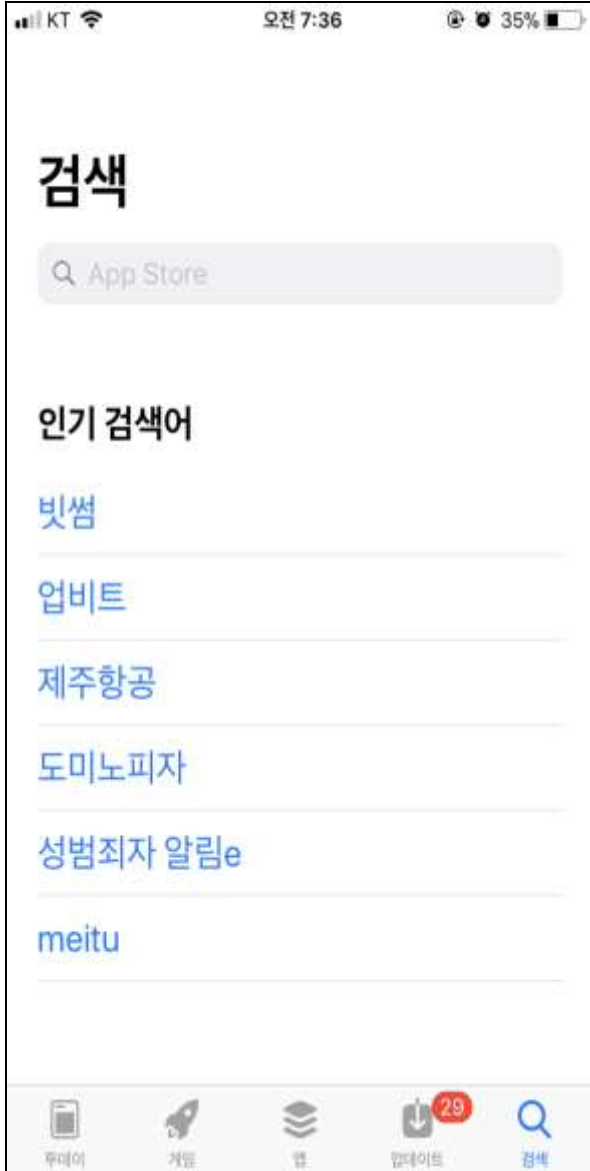 KT 오전 7:36 35%
검색
App Store
인기 검색어
빗썸
업비트
제주항공
도미노피자
성범죄자 알림e
meitu
29
투데이 게임 앱 업데이트 검색